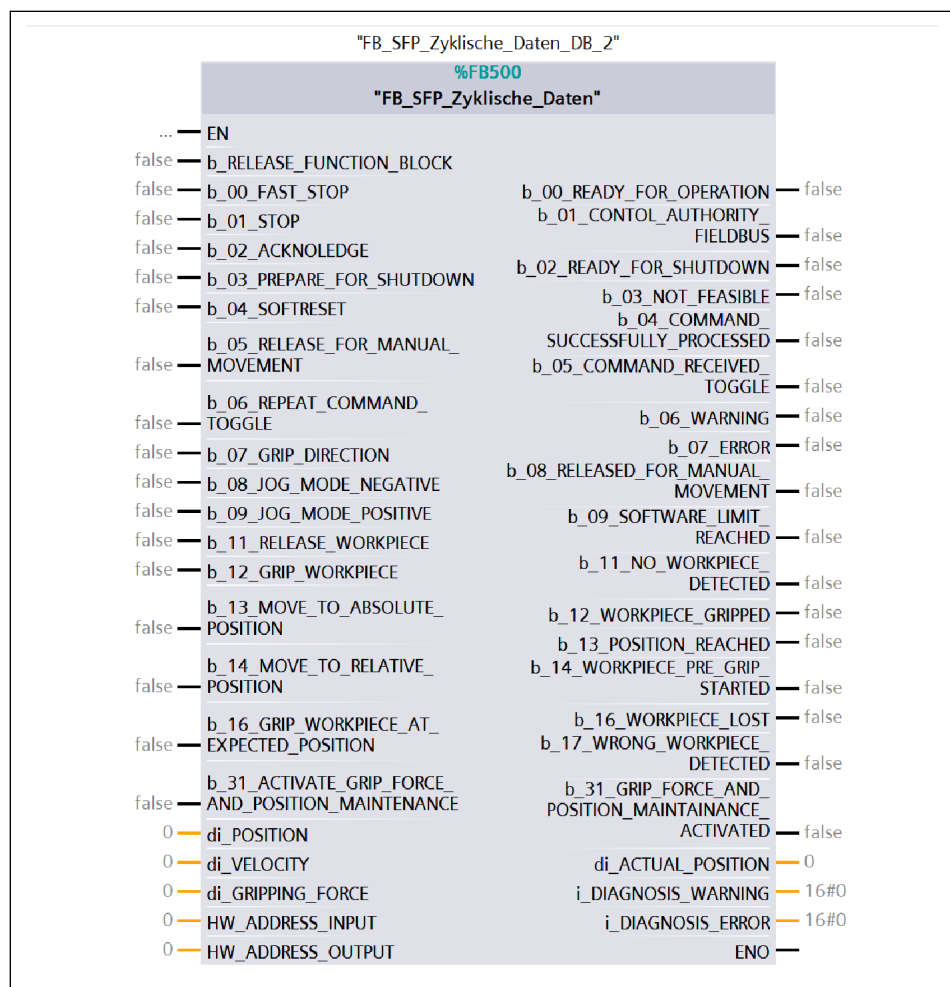 "FB_SFP_Zyklische_Daten_DB_2"
%FB500
"FB_SFP_Zyklische_Daten"
... EN
false b_RELEASE_FUNCTION_BLOCK
false b_00_FAST_STOP
false b_01_STOP
false b_02_ACKNOLEDGE
false b_03_PREPARE_FOR_SHUTDOWN
false b_04_SOFTRESET
b_05_RELEASE_FOR_MANUAL_
false MOVEMENT
b_06_REPEAT_COMMAND_
false TOGGLE
false b_07_GRIP_DIRECTION
false b_08_JOG_MODE_NEGATIVE
false b_09_JOG_MODE_POSITIVE
false b_11_RELEASE_WORKPIECE
false b_12_GRIP_WORKPIECE
b_13_MOVE_TO_ABSOLUTE_
false POSITION
b_14_MOVE_TO_RELATIVE_
false POSITION
b_16_GRIP_WORKPIECE_AT_
false EXPECTED_POSITION
b_31_ACTIVATE_GRIP_FORCE_
false AND_POSITION_MAINTENANCE
0 di_POSITION
0 di_VELOCITY
0 di_GRIPPING_FORCE
0 HW_ADDRESS_INPUT
0 HW_ADDRESS_OUTPUT
b_00_READY_FOR_OPERATION false
b_01_CONTOL_AUTHORITY_
FIELDBUS false
b_02_READY_FOR_SHUTDOWN false
b_03_NOT_FEASIBLE false
b_04_COMMAND_
SUCCESSFULLY_PROCESSED false
b_05_COMMAND_RECEIVED_
TOGGLE false
b_06_WARNING false
b_07_ERROR false
b_08_RELEASED_FOR_MANUAL_
MOVEMENT false
b_09_SOFTWARE_LIMIT_
REACHED false
b_11_NO_WORKPIECE_
DETECTED false
b_12_WORKPIECE_GRIPPED false
b_13_POSITION_REACHED false
b_14_WORKPIECE_PRE_GRIP_
STARTED false
b_16_WORKPIECE_LOST false
b_17_WRONG_WORKPIECE_
DETECTED false
b_31_GRIP_FORCE_AND_
POSITION_MAINTAINANCE_
ACTIVATED false
di_ACTUAL_POSITION 0
i_DIAGNOSIS_WARNING 16#0
i_DIAGNOSIS_ERROR 16#0
ENO